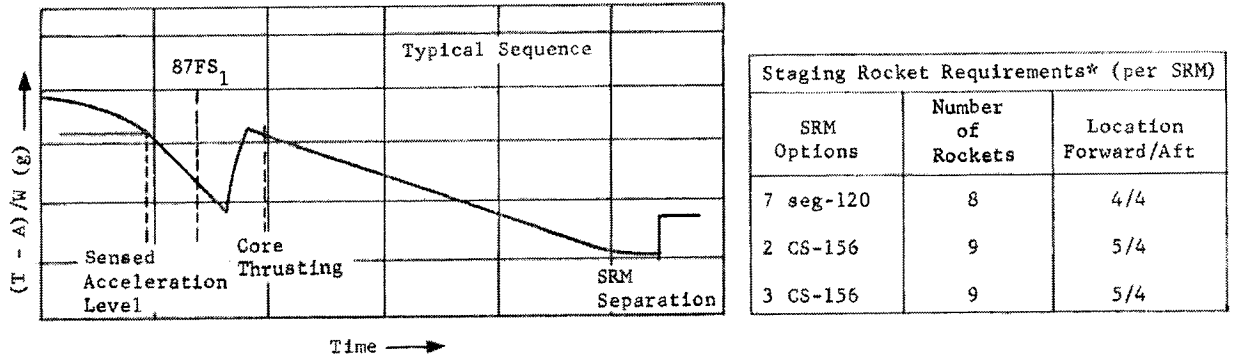 Typical Sequence
87FS1
(T - A)/W (g)
Sensed
Acceleration
Level
Core
Thrusting
SRM
Separation
Time
Staging Rocket Requirements* (per SRM)
SRM
Options
Number
of
Rockets
Location
Forward/Aft
7 seg-120 8 4/4
2 CS-156 9 5/4
3 CS-156 9 5/4